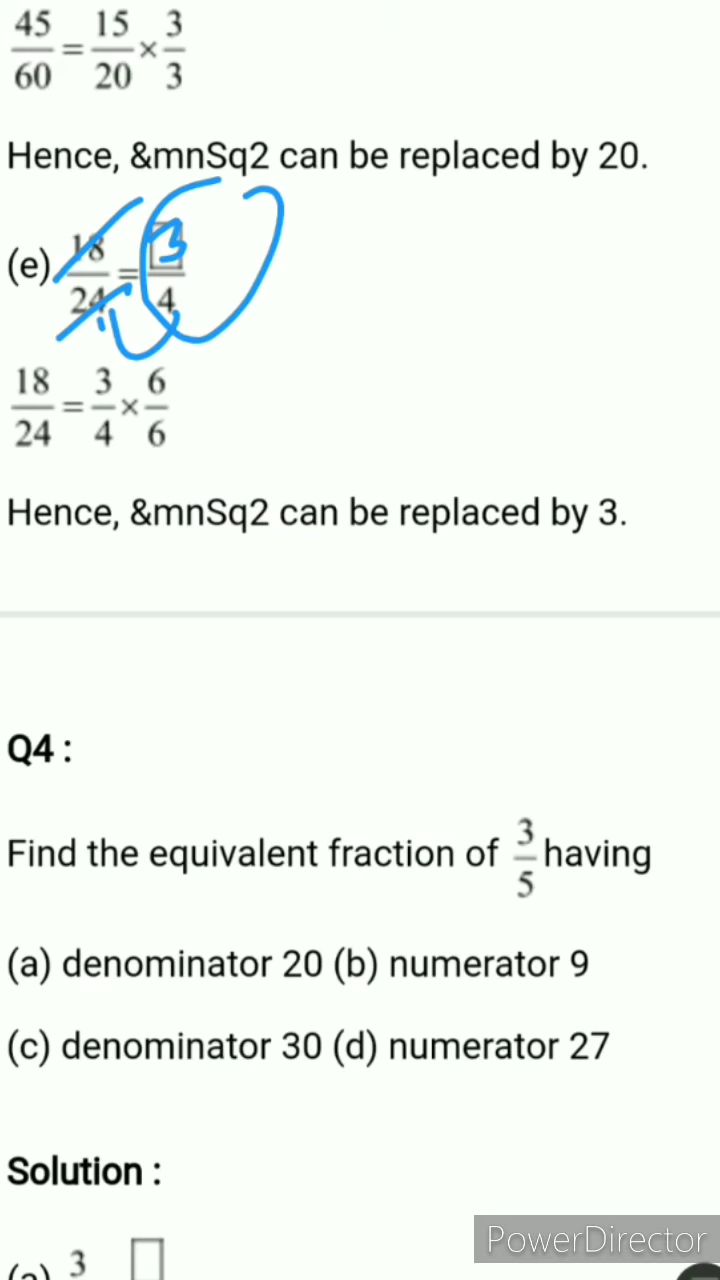 45/60 = 15/20 × 3/3
Hence, &mnSq2 can be replaced by 20.
(e) 18/24 = 3/4
18/24 = 3/4 × 6/6
Hence, &mnSq2 can be replaced by 3.
Q4 :
Find the equivalent fraction of 3/5 having
(a) denominator 20 (b) numerator 9
(c) denominator 30 (d) numerator 27
Solution :
(a) 3 □
PowerDirector